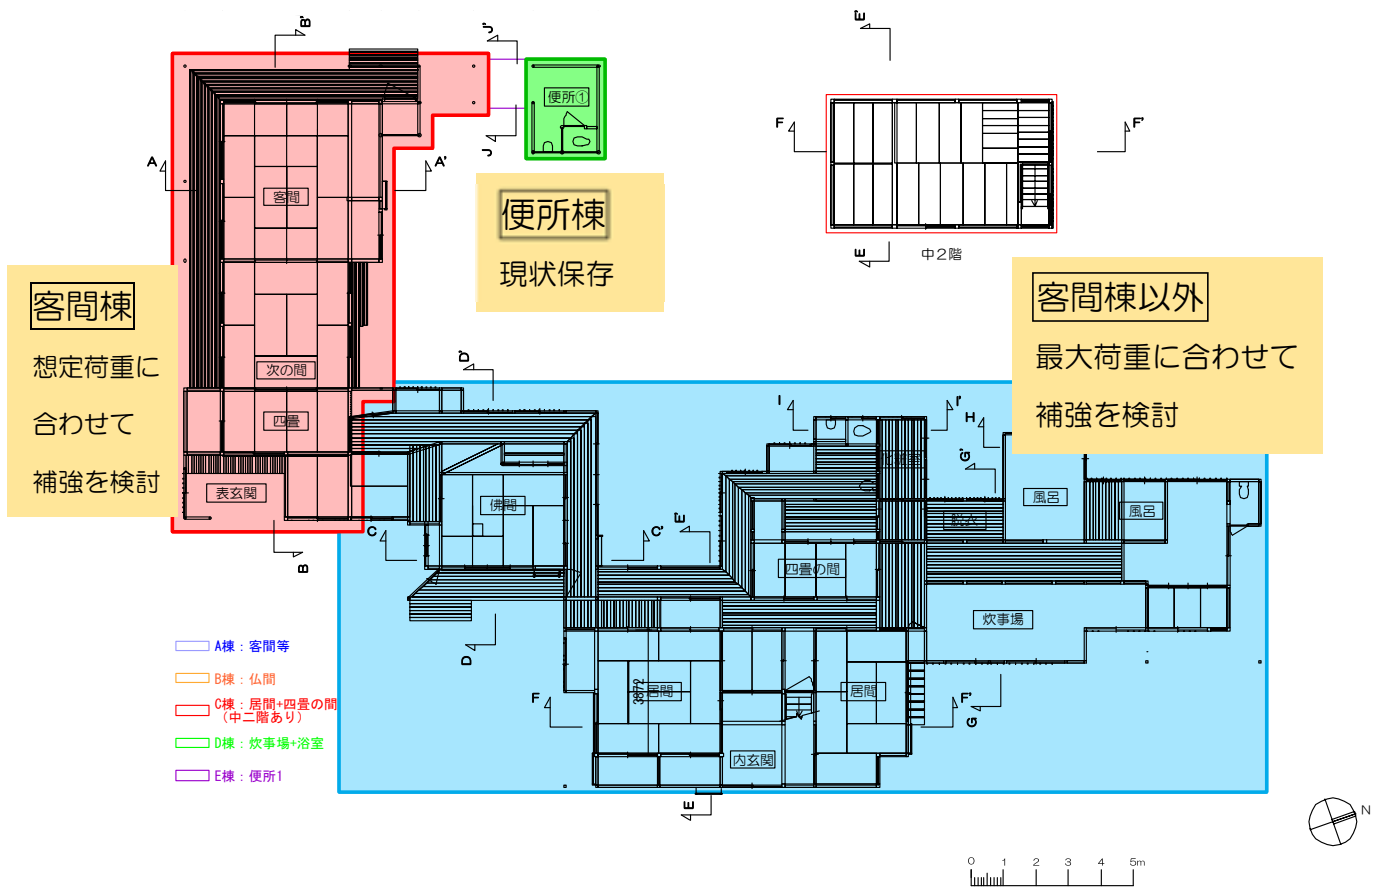 B'
J'
E'
便所①
F
F'
J
A
A'
客間
便所棟
現状保存
E
中2階
客間棟
想定荷重に
合わせて
補強を検討
客間棟以外
最大荷重に合わせて
補強を検討
次の間
D'
四畳
I
I'
H
G'
表玄関
佛間
風呂
風呂
C
C'
E'
B
四畳の間
炊事場
D
A棟：客間等
B棟：仏間
C棟：居間+四畳の間
（中二階あり）
D棟：炊事場+浴室
E棟：便所1
F
3872
居間
居間
F'
G
内玄関
E
N
0 1 2 3 4 5m